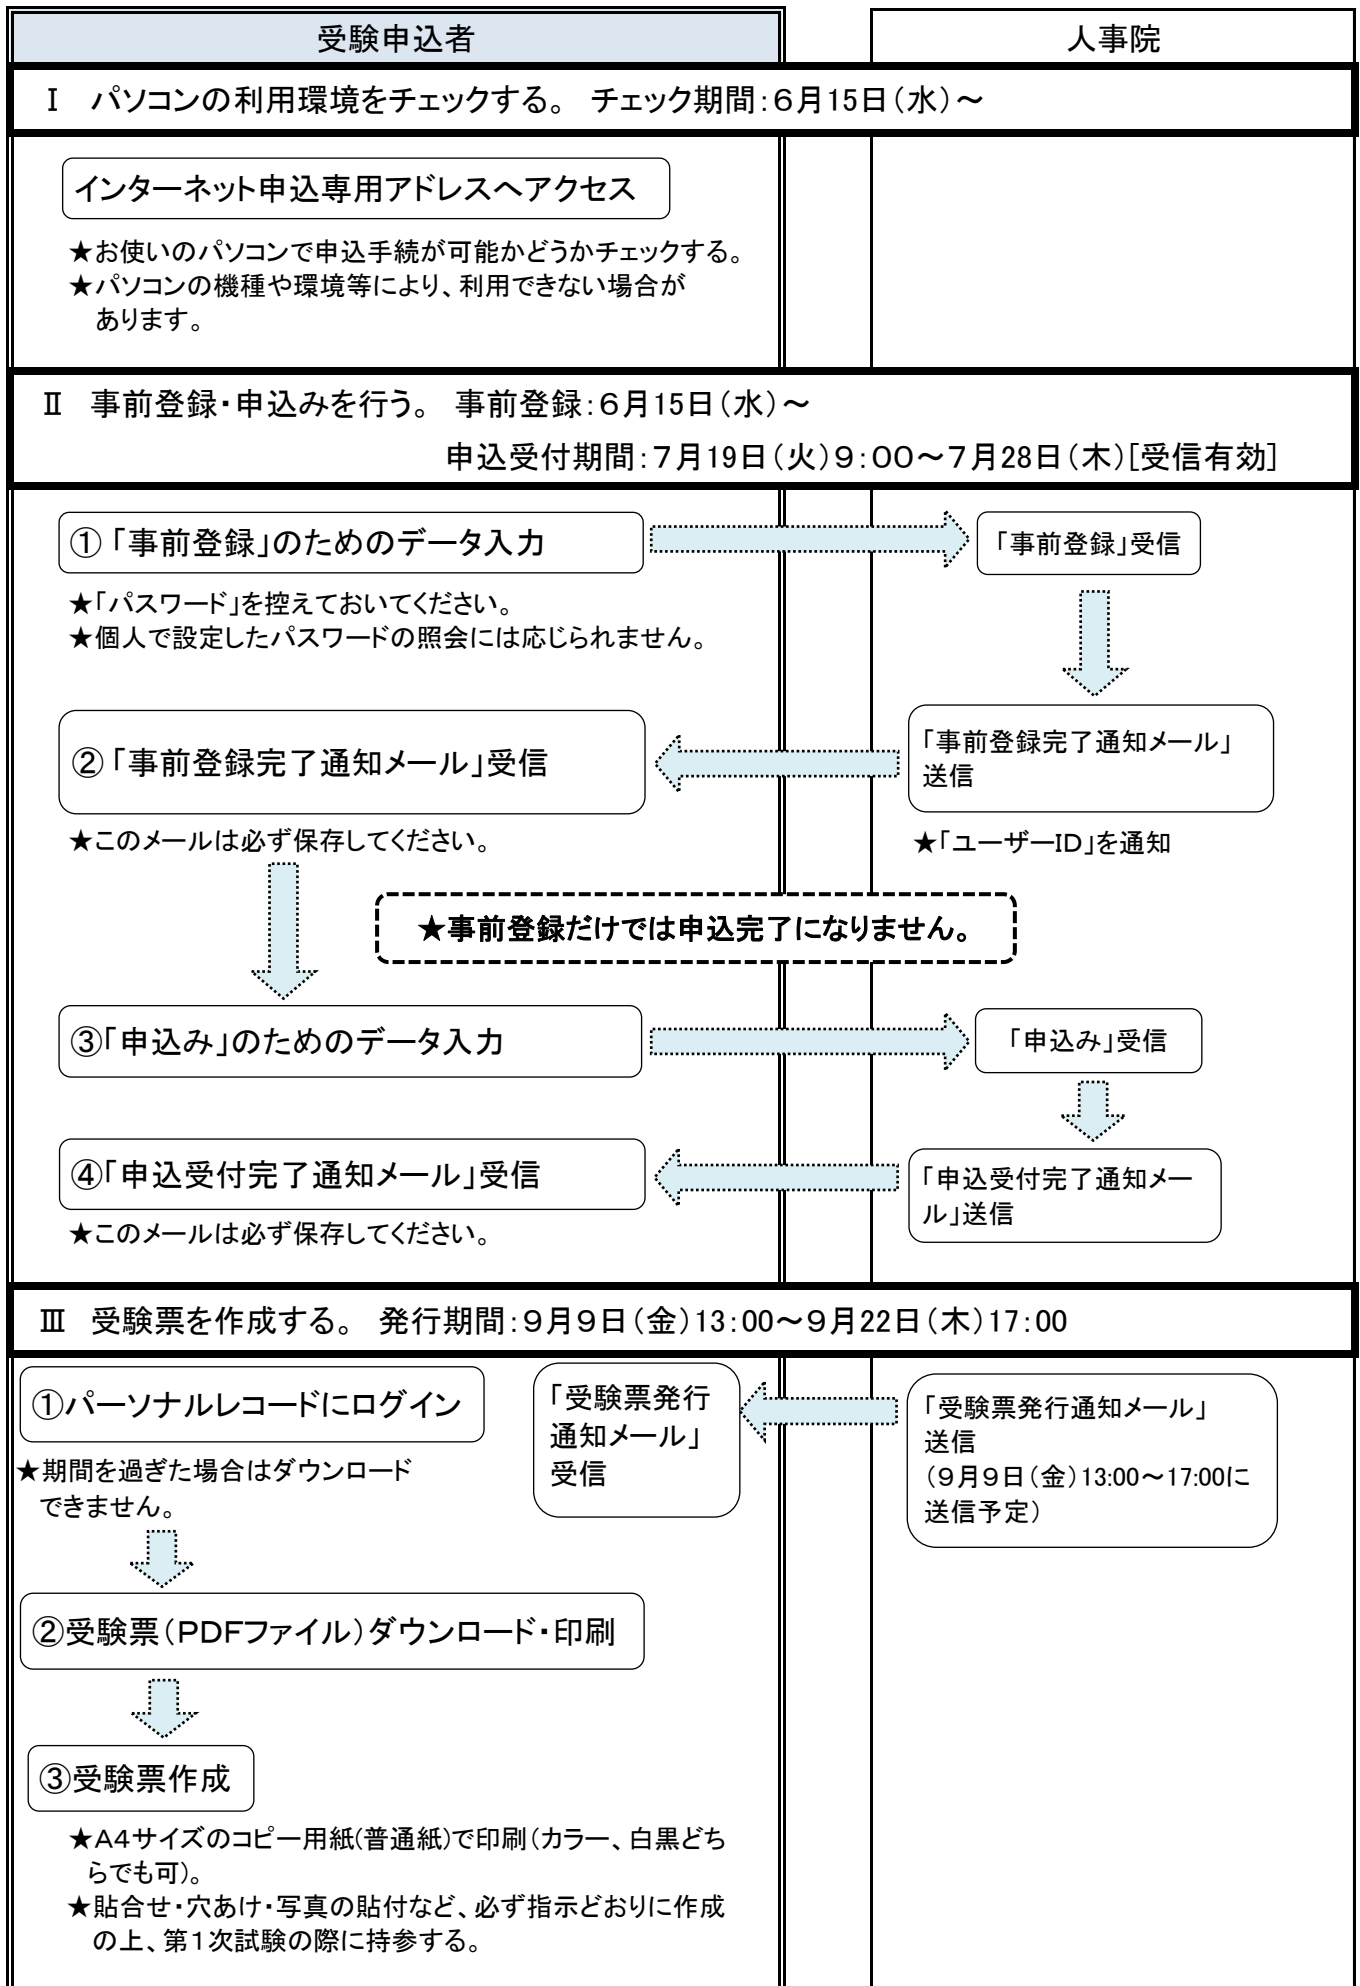 受験申込者
人事院
Ⅰ　パソコンの利用環境をチェックする。　チェック期間：６月15日（水）～
インターネット申込専用アドレスへアクセス
★お使いのパソコンで申込手続が可能かどうかチェックする。
★パソコンの機種や環境等により、利用できない場合が
あります。
Ⅱ　事前登録・申込みを行う。　事前登録：６月15日（水）～
申込受付期間：７月19日（火）９：００～７月28日（木）[受信有効]
①「事前登録」のためのデータ入力
「事前登録」受信
★「パスワード」を控えておいてください。
★個人で設定したパスワードの照会には応じられません。
②「事前登録完了通知メール」受信
「事前登録完了通知メール」
送信
★このメールは必ず保存してください。
★「ユーザーID」を通知
★事前登録だけでは申込完了になりません。
③「申込み」のためのデータ入力
「申込み」受信
④「申込受付完了通知メール」受信
「申込受付完了通知メー
ル」送信
★このメールは必ず保存してください。
Ⅲ　受験票を作成する。　発行期間：９月９日（金）13：00～９月22日（木）17：00
①パーソナルレコードにログイン
★期間を過ぎた場合はダウンロード
できません。
「受験票発行
通知メール」
受信
「受験票発行通知メール」
送信
（９月９日（金）13:00～17:00に
送信予定）
②受験票（PDFファイル）ダウンロード・印刷
③受験票作成
★A４サイズのコピー用紙(普通紙)で印刷（カラー、白黒どち
らでも可）。
★貼合せ・穴あけ・写真の貼付など、必ず指示どおりに作成
の上、第１次試験の際に持参する。